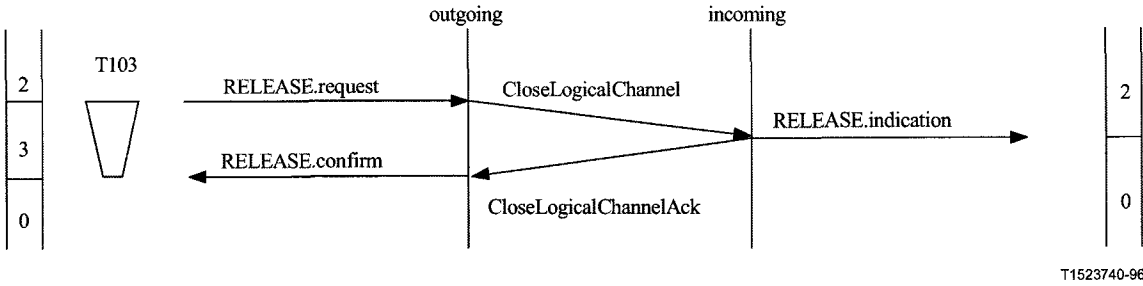 outgoing incoming
T103
2 RELEASE.request CloseLogicalChannel 2
RELEASE.indication
3 RELEASE.confirm
CloseLogicalChannelAck
0 0
T1523740-96